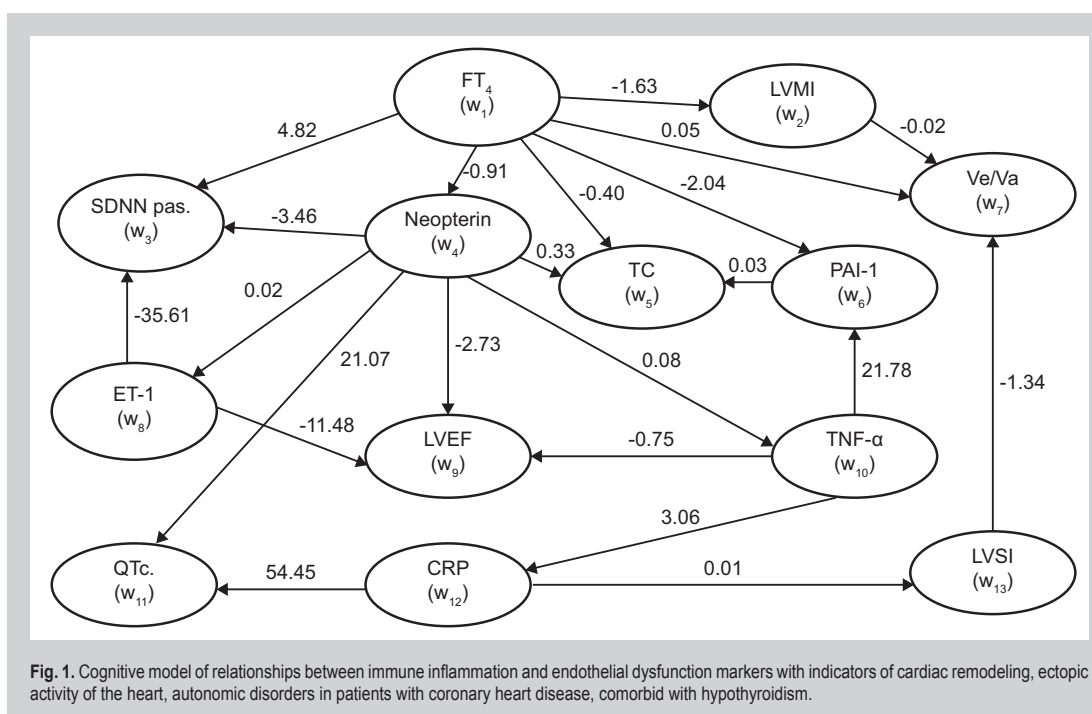 FT₄
(w₁)
-1.63
LVMI
(w₂)
4.82
0.05
-0.02
-0.91
-0.40
-2.04
SDNN pas.
(w₃)
-3.46
Neopterin
(w₄)
0.33
TC
(w₅)
0.03
PAI-1
(w₆)
Ve/Va
(w₇)
-35.61
0.02
21.07
-2.73
0.08
21.78
-1.34
ET-1
(w₈)
-11.48
LVEF
(w₉)
-0.75
TNF-α
(w₁₀)
3.06
QTc.
(w₁₁)
54.45
CRP
(w₁₂)
0.01
LVSI
(w₁₃)
Fig. 1. Cognitive model of relationships between immune inflammation and endothelial dysfunction markers with indicators of cardiac remodeling, ectopic
activity of the heart, autonomic disorders in patients with coronary heart disease, comorbid with hypothyroidism.